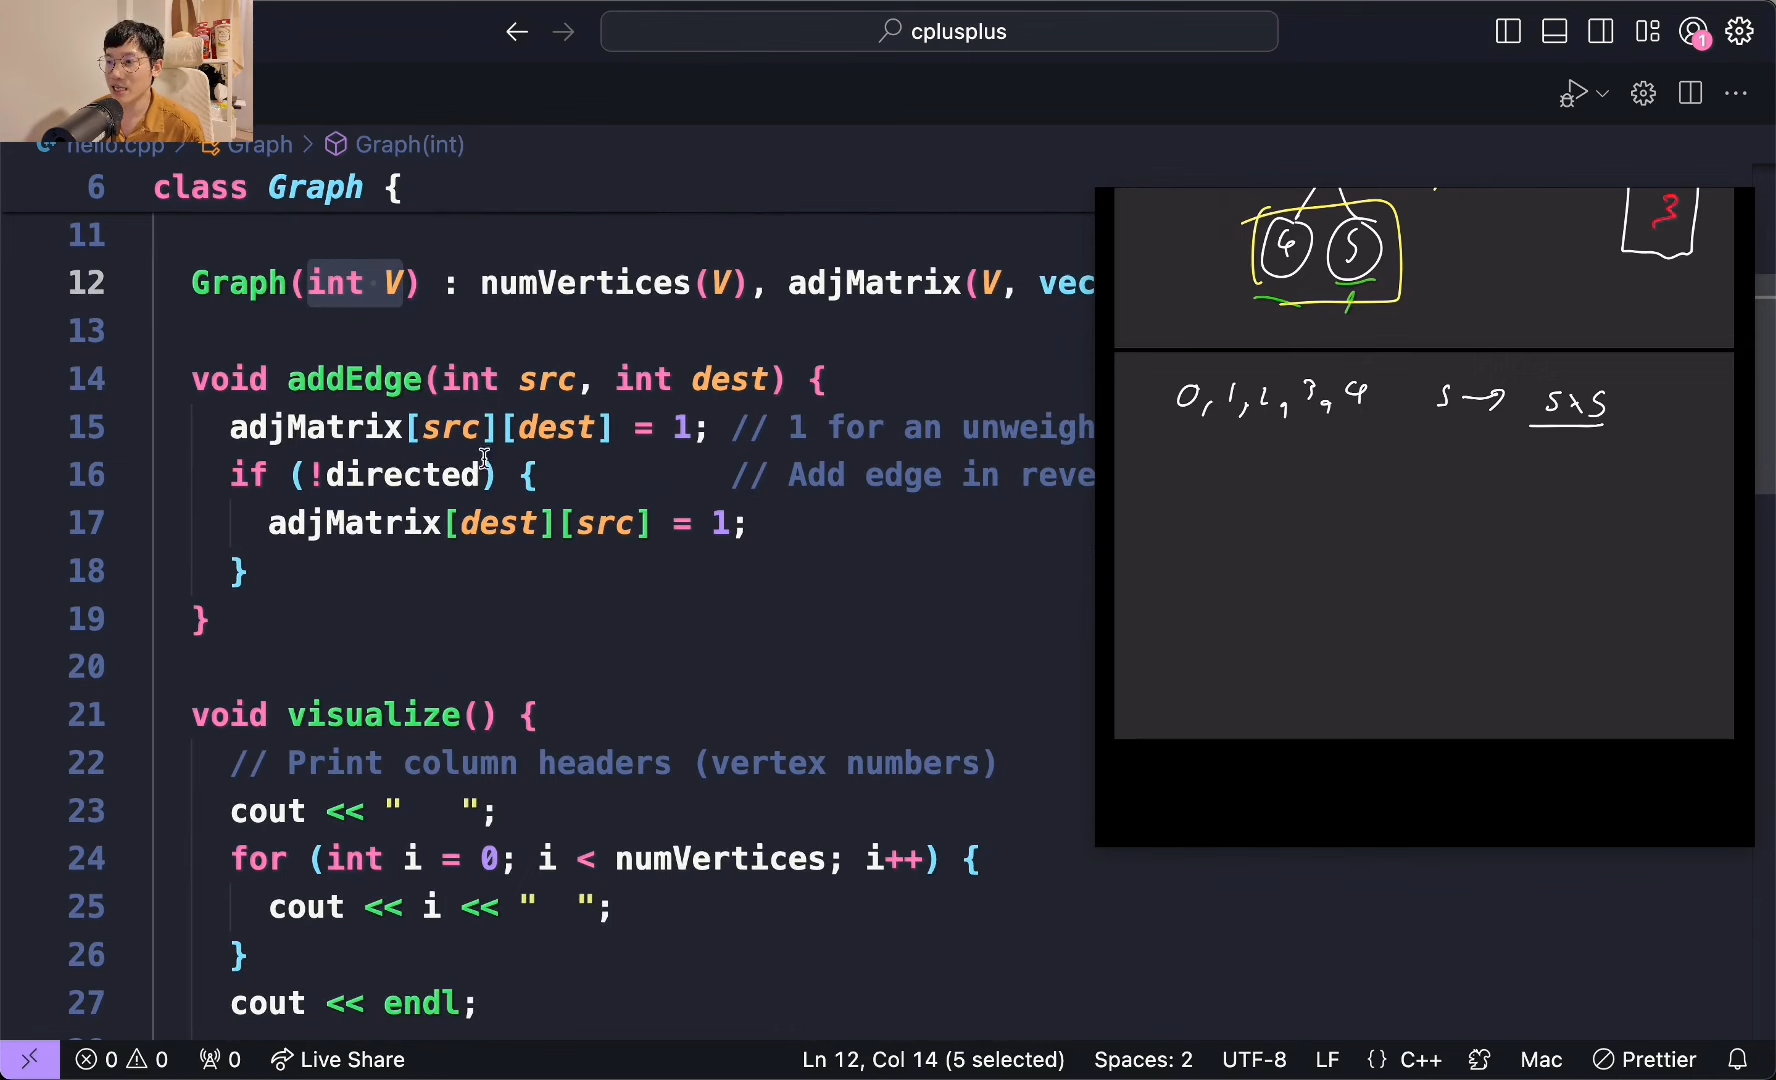 cplusplus
1
hello.cpp > Graph > Graph(int)
6 class Graph {
11
12 Graph(int V) : numVertices(V), adjMatrix(V, vec
13
14 void addEdge(int src, int dest) {
15 adjMatrix[src][dest] = 1; // 1 for an unweigh
16 if (!directed) { // Add edge in reve
17 adjMatrix[dest][src] = 1;
18 }
19 }
20
21 void visualize() {
22 // Print column headers (vertex numbers)
23 cout << "   ";
24 for (int i = 0; i < numVertices; i++) {
25 cout << i << "  ";
26 }
27 cout << endl;
4 5
3
0, 1, 2, 3, 4 5 → 5x5
0 0 0 Live Share Ln 12, Col 14 (5 selected) Spaces: 2 UTF-8 LF {} C++ Mac Prettier